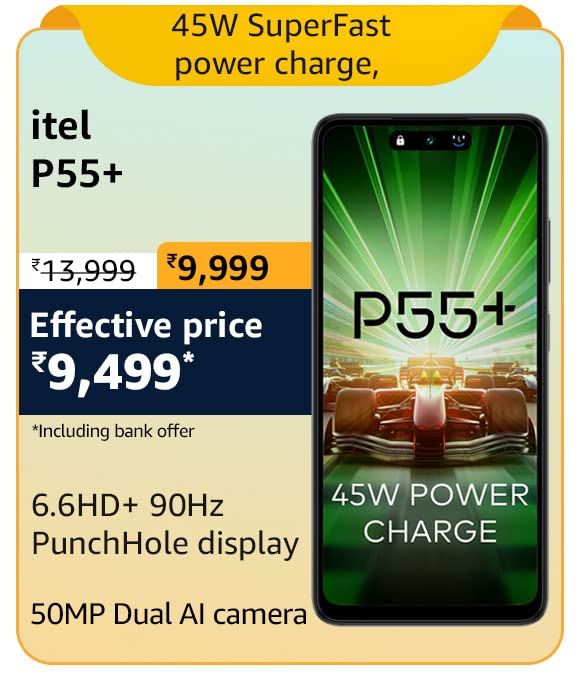 45W SuperFast
power charge,
itel
P55+
₹13,999 ₹9,999
Effective price
₹9,499*
*Including bank offer
6.6HD+ 90Hz
PunchHole display
50MP Dual AI camera
P55+
45W POWER
CHARGE